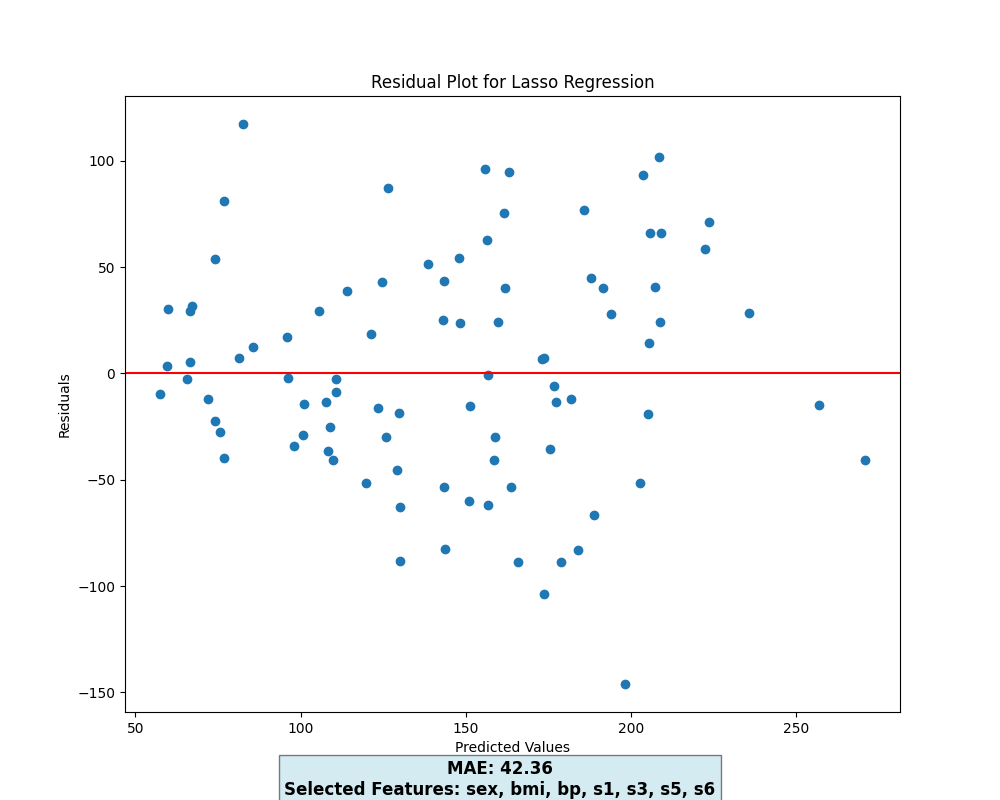 Residual Plot for Lasso Regression
100
50
0
−50
−100
−150
Residuals
50
100
150
200
250
Predicted Values
MAE: 42.36
Selected Features: sex, bmi, bp, s1, s3, s5, s6